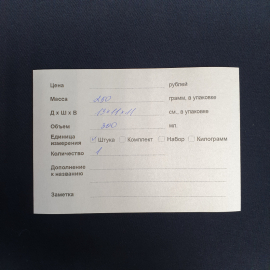 Цена рублей
Масса 250 грамм, в упаковке
Д х Ш х В см., в упаковке
Объем мл.
Единица измерения Штука Комплект Набор Килограмм
Количество 1
Дополнение к названию
Заметка